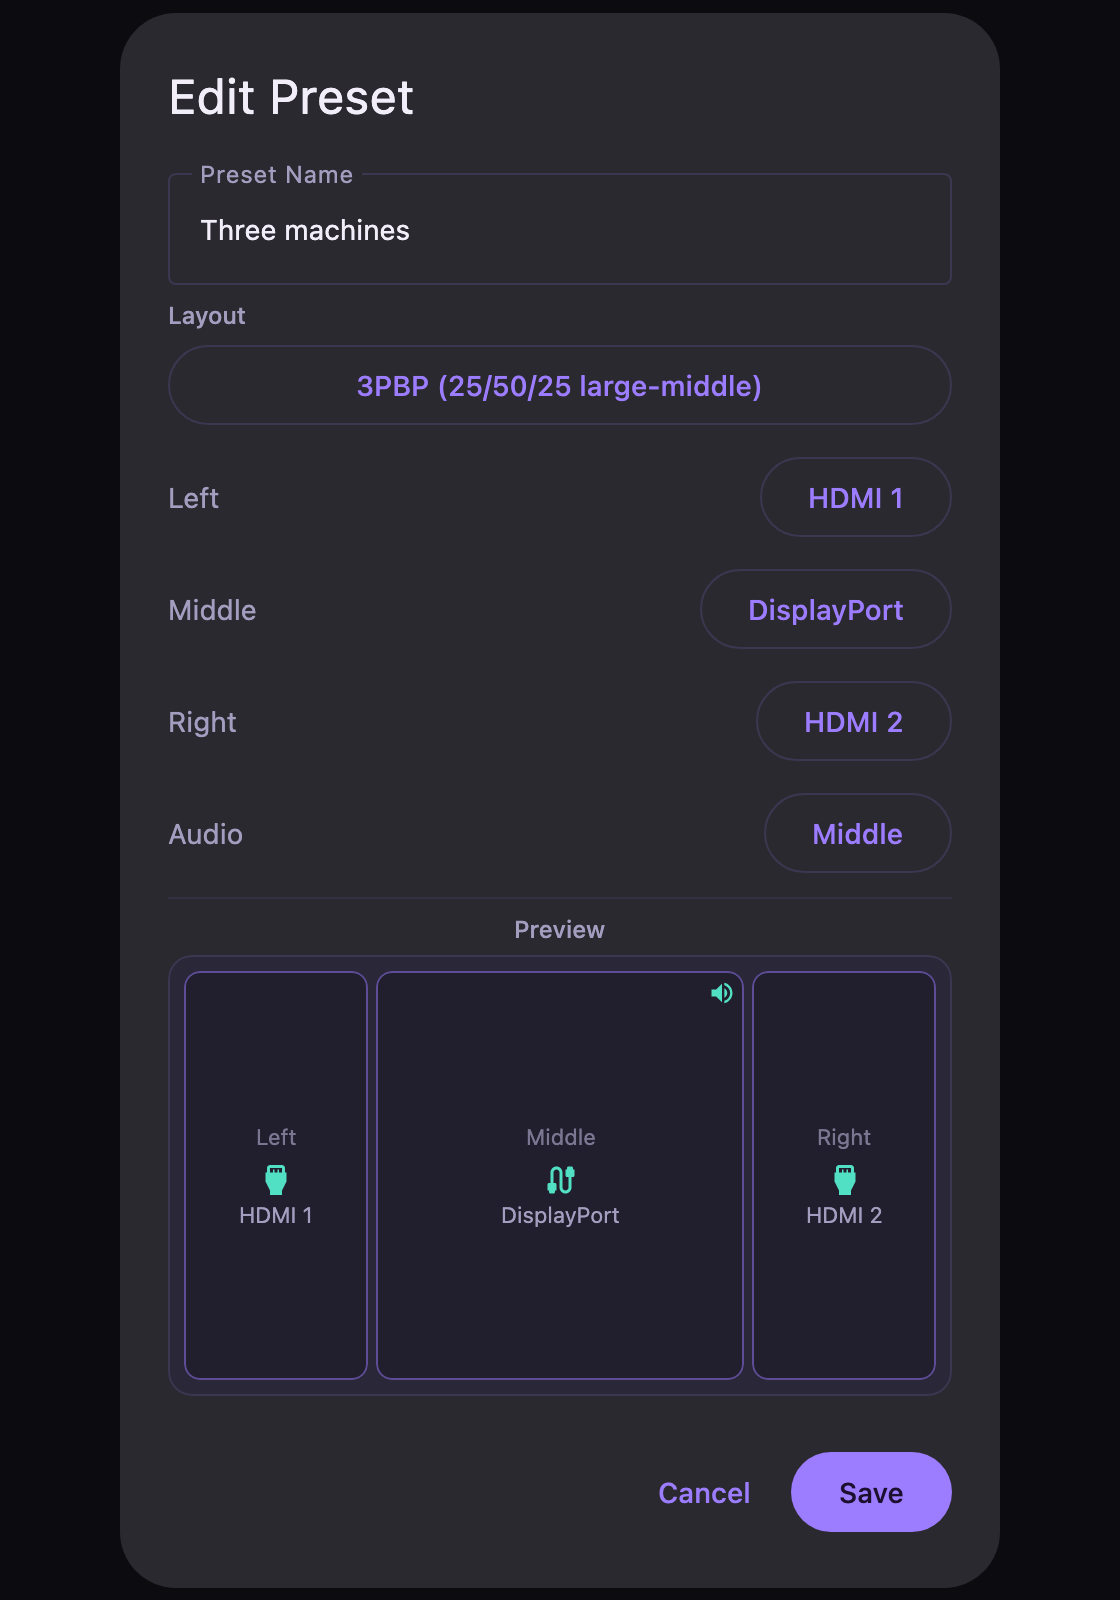 Edit Preset
Preset Name
Three machines
Layout
3PBP (25/50/25 large-middle)
Left
HDMI 1
Middle
DisplayPort
Right
HDMI 2
Audio
Middle
Preview
Left
HDMI 1
Middle
DisplayPort
Right
HDMI 2
Cancel
Save